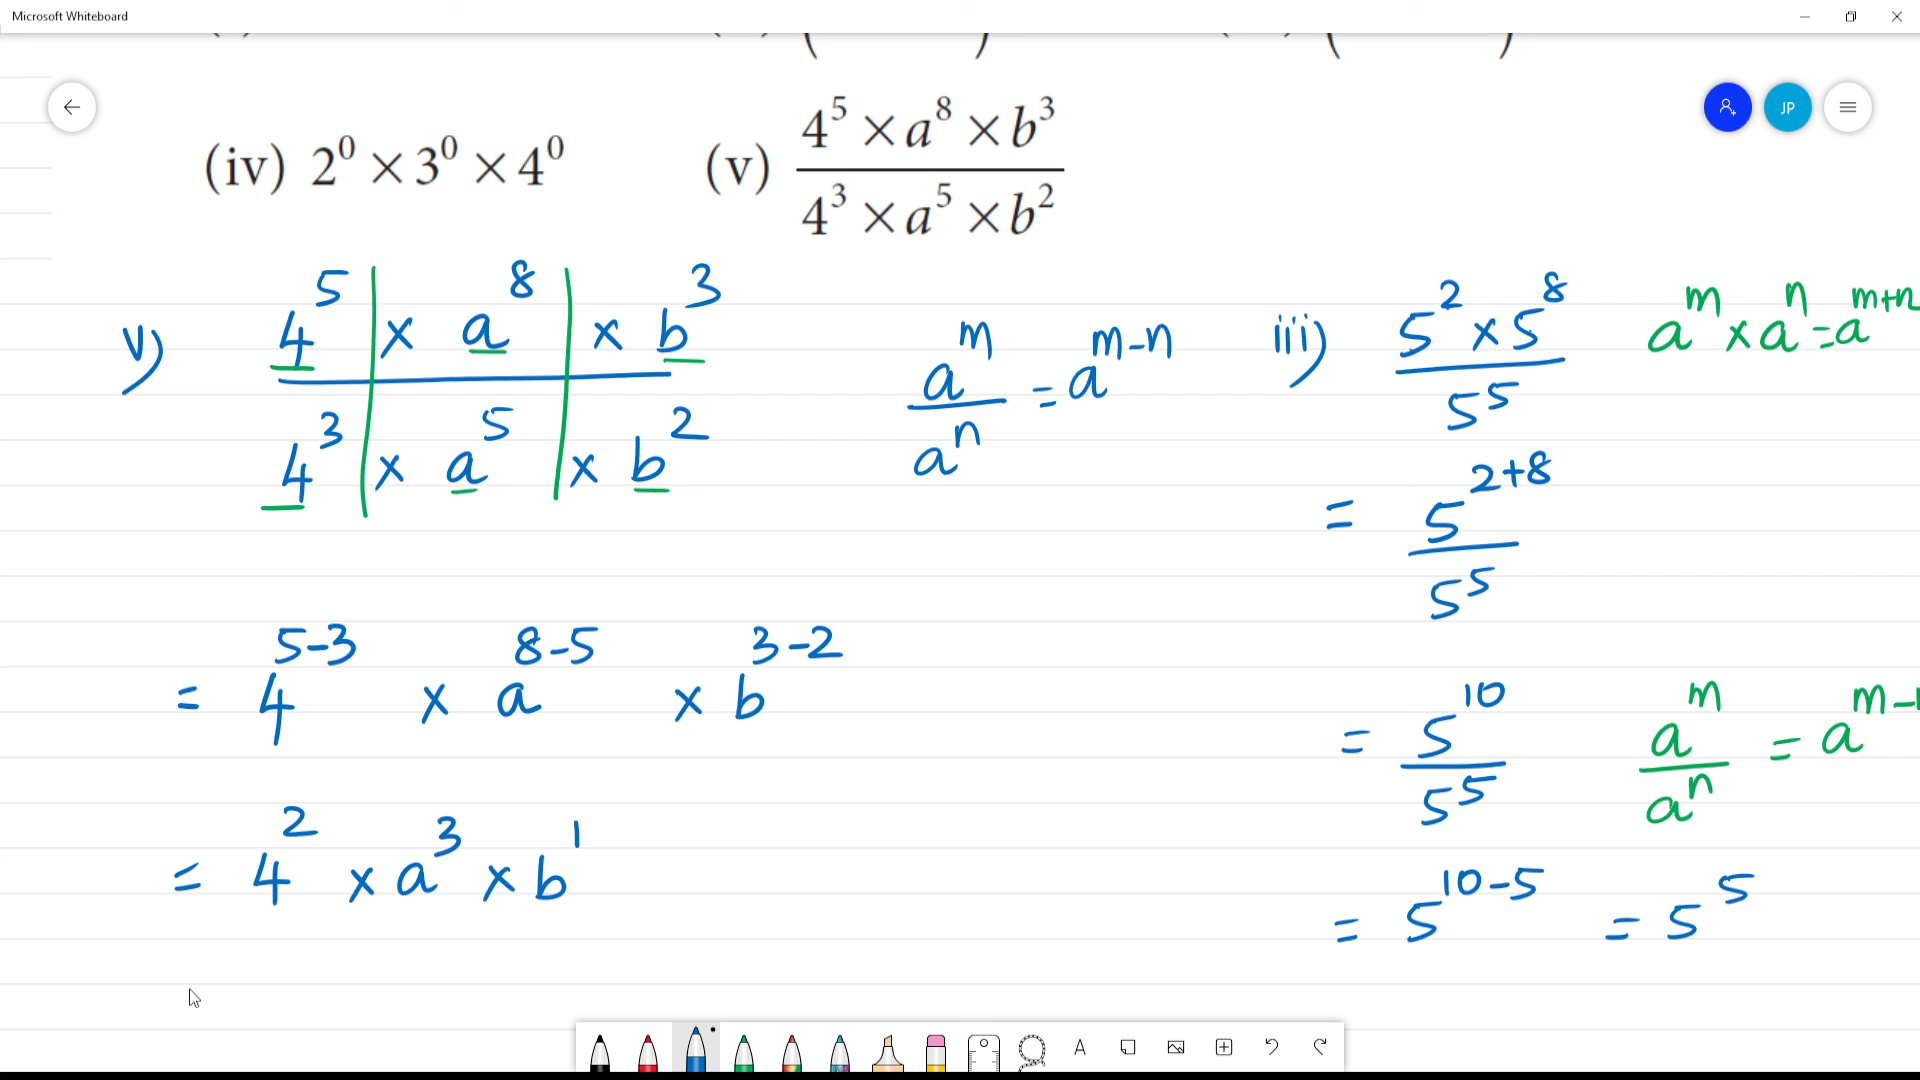 Microsoft Whiteboard
JP
(iv) 2⁰ × 3⁰ × 4⁰
(v) 4⁵ × a⁸ × b³
4³ × a⁵ × b²
v) 4⁵ × a⁸ × b³
4³ × a⁵ × b²
aᵐ
aⁿ
= aᵐ⁻ⁿ
= 4⁵⁻³ × a⁸⁻⁵ × b³⁻²
= 4² × a³ × b¹
iii) 5² × 5⁸
5⁵
aᵐ × aⁿ = aᵐ⁺ⁿ
= 5²⁺⁸
5⁵
= 5¹⁰
5⁵
aᵐ
aⁿ
= aᵐ⁻
= 5¹⁰⁻⁵ = 5⁵
A